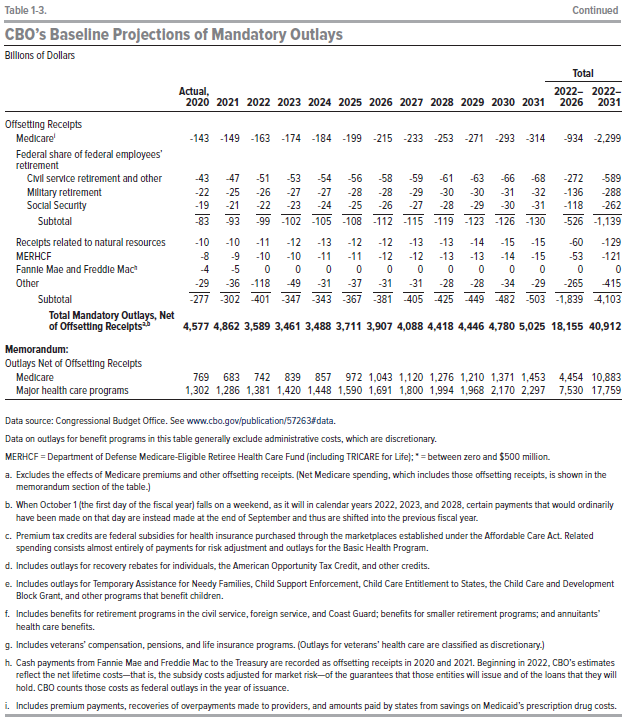 Table 1-3. Continued
CBO's Baseline Projections of Mandatory Outlays
Billions of Dollars
Total
Actual, 2022– 2022–
2020 2021 2022 2023 2024 2025 2026 2027 2028 2029 2030 2031 2026 2031
Offsetting Receipts
Medicareⁱ -143 -149 -163 -174 -184 -199 -215 -233 -253 -271 -293 -314 -934 -2,299
Federal share of federal employees'
retirement
Civil service retirement and other -43 -47 -51 -53 -54 -56 -58 -59 -61 -63 -66 -68 -272 -589
Military retirement -22 -25 -26 -27 -27 -28 -28 -29 -30 -30 -31 -32 -136 -288
Social Security -19 -21 -22 -23 -24 -25 -26 -27 -28 -29 -30 -31 -118 -262
Subtotal -83 -93 -99 -102 -105 -108 -112 -115 -119 -123 -126 -130 -526 -1,139
Receipts related to natural resources -10 -10 -11 -12 -13 -12 -12 -13 -13 -14 -15 -15 -60 -129
MERHCF -8 -9 -10 -10 -11 -11 -12 -12 -13 -13 -14 -15 -53 -121
Fannie Mae and Freddie Macʰ -4 -5 0 0 0 0 0 0 0 0 0 0 0 0
Other -29 -36 -118 -49 -31 -37 -31 -31 -28 -28 -34 -29 -265 -415
Subtotal -277 -302 -401 -347 -343 -367 -381 -405 -425 -449 -482 -503 -1,839 -4,103
Total Mandatory Outlays, Net
of Offsetting Receiptsᵃ,ᵇ 4,577 4,862 3,589 3,461 3,488 3,711 3,907 4,088 4,418 4,446 4,780 5,025 18,155 40,912
Memorandum:
Outlays Net of Offsetting Receipts
Medicare 769 683 742 839 857 972 1,043 1,120 1,276 1,210 1,371 1,453 4,454 10,883
Major health care programs 1,302 1,286 1,381 1,420 1,448 1,590 1,691 1,800 1,994 1,968 2,170 2,297 7,530 17,759
Data source: Congressional Budget Office. See www.cbo.gov/publication/57263#data.
Data on outlays for benefit programs in this table generally exclude administrative costs, which are discretionary.
MERHCF = Department of Defense Medicare-Eligible Retiree Health Care Fund (including TRICARE for Life); * = between zero and $500 million.
a. Excludes the effects of Medicare premiums and other offsetting receipts. (Net Medicare spending, which includes those offsetting receipts, is shown in the
memorandum section of the table.)
b. When October 1 (the first day of the fiscal year) falls on a weekend, as it will in calendar years 2022, 2023, and 2028, certain payments that would ordinarily
have been made on that day are instead made at the end of September and thus are shifted into the previous fiscal year.
c. Premium tax credits are federal subsidies for health insurance purchased through the marketplaces established under the Affordable Care Act. Related
spending consists almost entirely of payments for risk adjustment and outlays for the Basic Health Program.
d. Includes outlays for recovery rebates for individuals, the American Opportunity Tax Credit, and other credits.
e. Includes outlays for Temporary Assistance for Needy Families, Child Support Enforcement, Child Care Entitlement to States, the Child Care and Development
Block Grant, and other programs that benefit children.
f. Includes benefits for retirement programs in the civil service, foreign service, and Coast Guard; benefits for smaller retirement programs; and annuitants'
health care benefits.
g. Includes veterans' compensation, pensions, and life insurance programs. (Outlays for veterans' health care are classified as discretionary.)
h. Cash payments from Fannie Mae and Freddie Mac to the Treasury are recorded as offsetting receipts in 2020 and 2021. Beginning in 2022, CBO's estimates
reflect the net lifetime costs—that is, the subsidy costs adjusted for market risk—of the guarantees that those entities will issue and of the loans that they will
hold. CBO counts those costs as federal outlays in the year of issuance.
i. Includes premium payments, recoveries of overpayments made to providers, and amounts paid by states from savings on Medicaid's prescription drug costs.